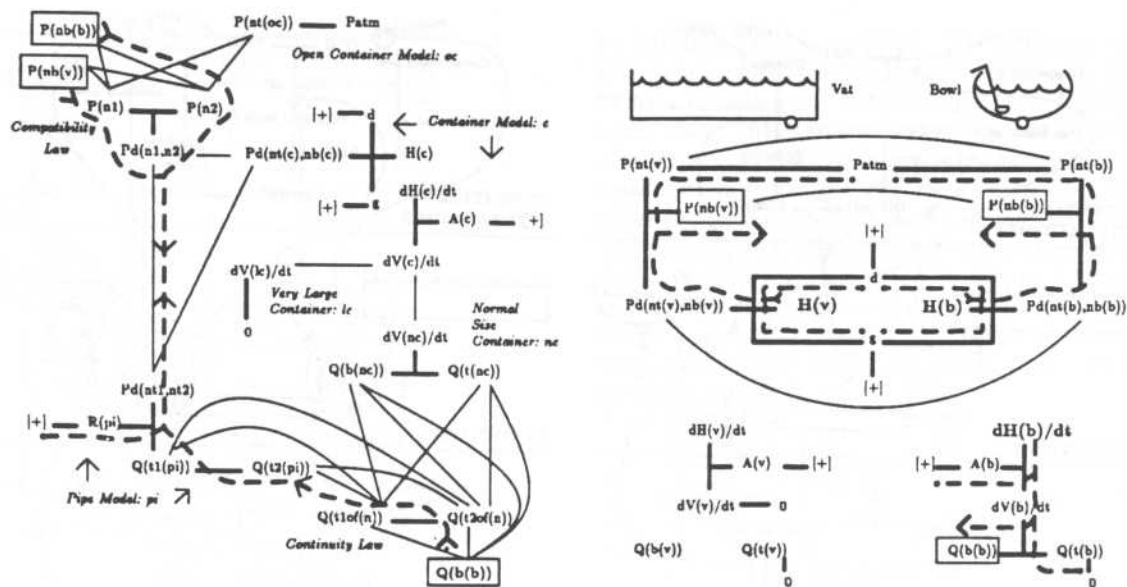 P(nb(b))
P(nt(oc)) Patm
Open Container Model: oc
P(nb(v))
P(n1) P(n2)
Compatibility
Law
Pd(n1,n2)
[+] d
Container Model: c
Pd(nt(c),nb(c)) H(c)
[+] g
dH(c)/dt
A(c) +]
dV(lc)/dt
dV(c)/dt
Very Large
Container: lc
0
Normal
Size
Container: nc
dV(nc)/dt
Q(b(nc)) Q(t(nc))
Pd(nt1,nt2)
[+] R(pi)
Q(t1(pi)) Q(t2(pi))
Pipe Model: pi
Q(t1of(n)) Q(t2of(n))
Continuity Law
Q(b(b))
Vat
Bowl
P(nt(v)) Patm P(nt(b))
P(nb(v)) P(nb(b))
[+]
d
Pd(nt(v),nb(v)) H(v) H(b) Pd(nt(b),nb(b))
g
[+]
dH(v)/dt
A(v) [+]
dV(v)/dt 0
Q(b(v)) Q(t(v))
0
dH(b)/dt
[+] A(b)
dV(b)/dt
Q(b(b)) Q(t(b))
0